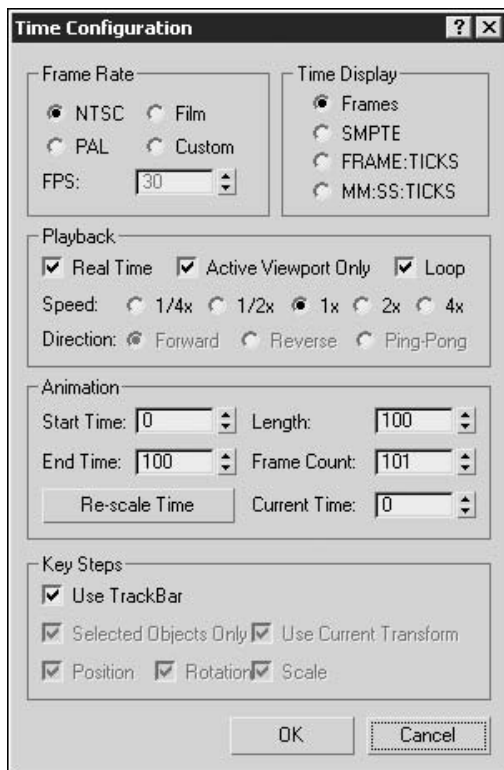 Time Configuration
Frame Rate
NTSC Film
PAL Custom
FPS: 30
Time Display
Frames
SMPTE
FRAME:TICKS
MM:SS:TICKS
Playback
Real Time Active Viewport Only Loop
Speed: 1/4x 1/2x 1x 2x 4x
Direction: Forward Reverse Ping-Pong
Animation
Start Time: 0 Length: 100
End Time: 100 Frame Count: 101
Re-scale Time Current Time: 0
Key Steps
Use TrackBar
Selected Objects Only Use Current Transform
Position Rotation Scale
OK Cancel